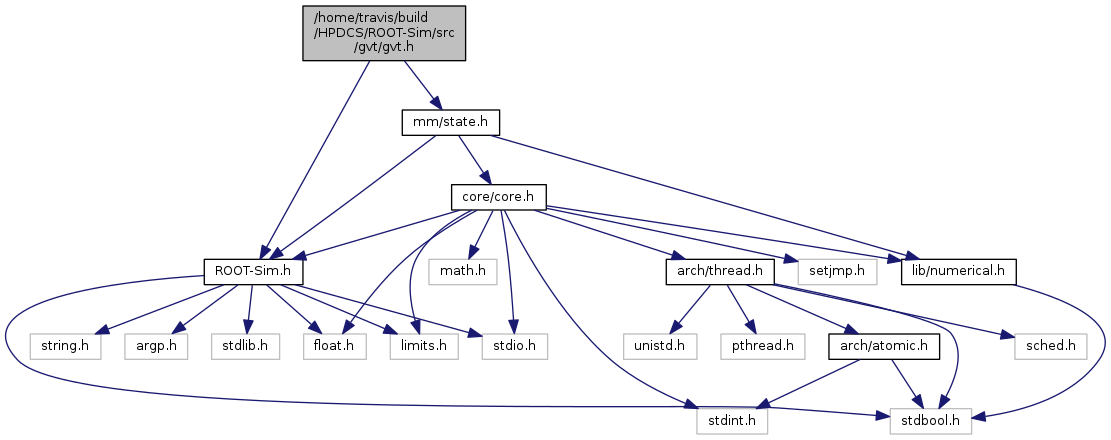 /home/travis/build
/HPDCS/ROOT-Sim/src
/gvt/gvt.h
mm/state.h
core/core.h
ROOT-Sim.h
math.h
arch/thread.h
setjmp.h
lib/numerical.h
string.h
argp.h
stdlib.h
float.h
limits.h
stdio.h
unistd.h
pthread.h
arch/atomic.h
sched.h
stdint.h
stdbool.h